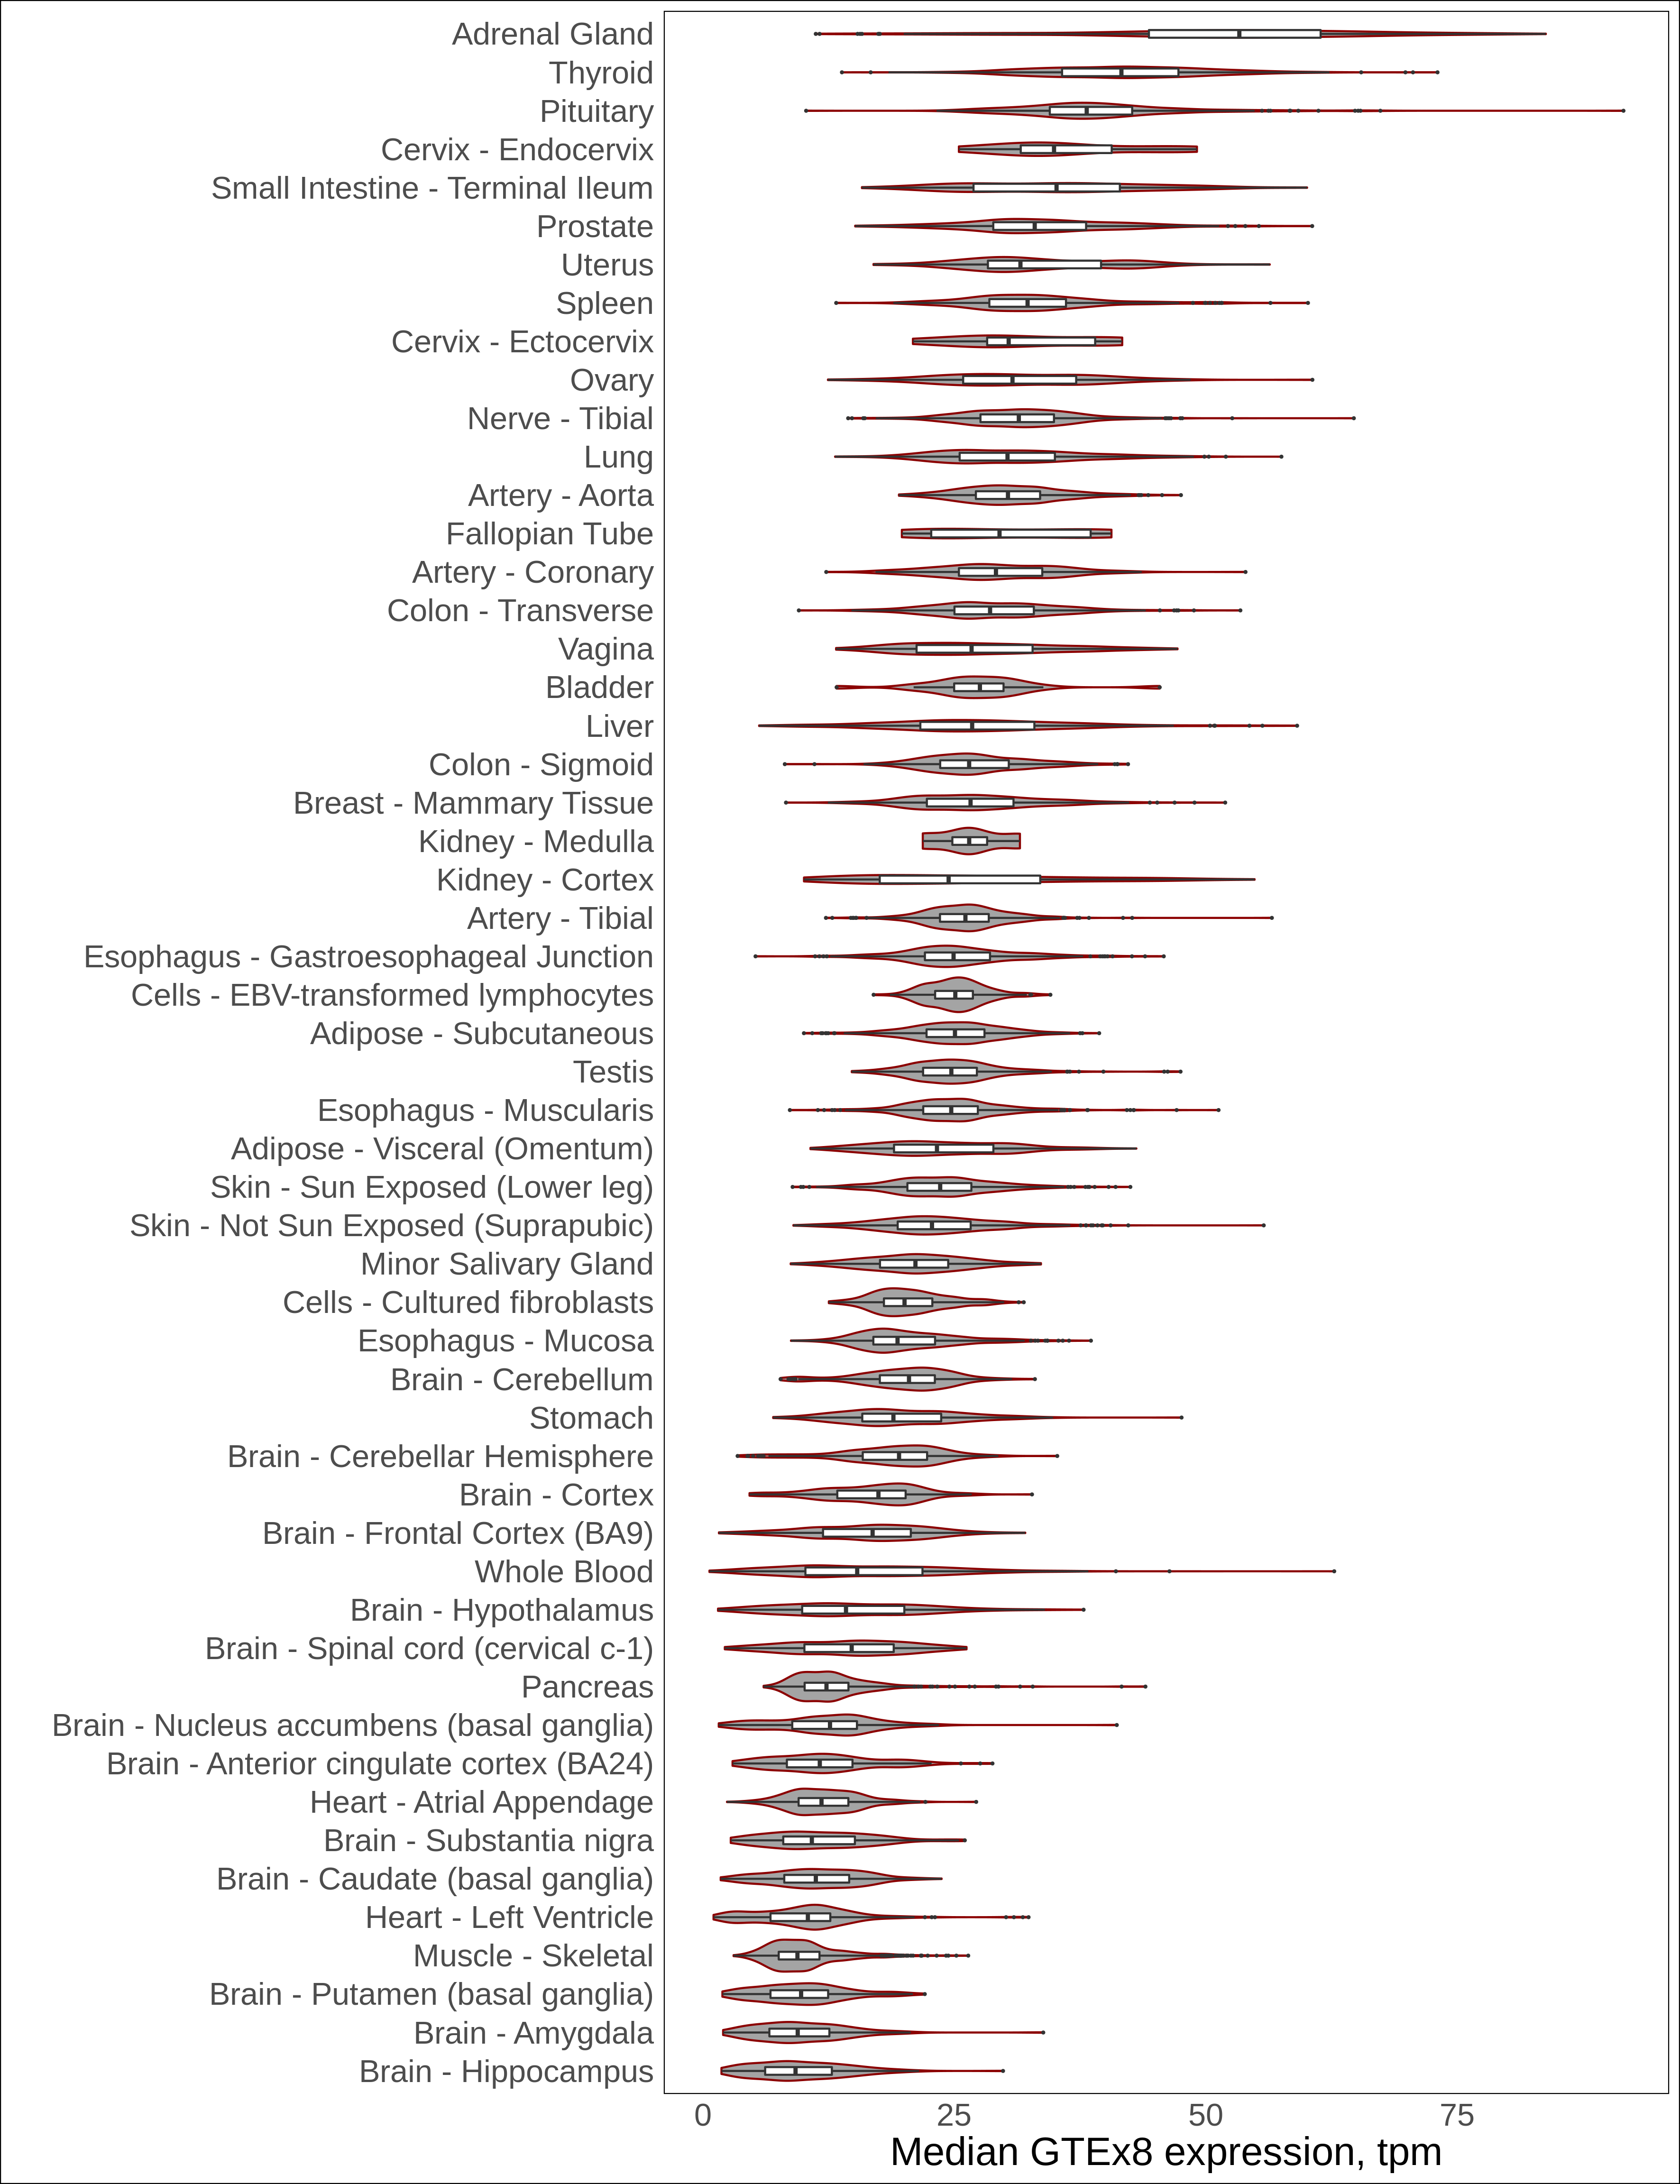 Adrenal Gland
Thyroid
Pituitary
Cervix - Endocervix
Small Intestine - Terminal Ileum
Prostate
Uterus
Spleen
Cervix - Ectocervix
Ovary
Nerve - Tibial
Lung
Artery - Aorta
Fallopian Tube
Artery - Coronary
Colon - Transverse
Vagina
Bladder
Liver
Colon - Sigmoid
Breast - Mammary Tissue
Kidney - Medulla
Kidney - Cortex
Artery - Tibial
Esophagus - Gastroesophageal Junction
Cells - EBV-transformed lymphocytes
Adipose - Subcutaneous
Testis
Esophagus - Muscularis
Adipose - Visceral (Omentum)
Skin - Sun Exposed (Lower leg)
Skin - Not Sun Exposed (Suprapubic)
Minor Salivary Gland
Cells - Cultured fibroblasts
Esophagus - Mucosa
Brain - Cerebellum
Stomach
Brain - Cerebellar Hemisphere
Brain - Cortex
Brain - Frontal Cortex (BA9)
Whole Blood
Brain - Hypothalamus
Brain - Spinal cord (cervical c-1)
Pancreas
Brain - Nucleus accumbens (basal ganglia)
Brain - Anterior cingulate cortex (BA24)
Heart - Atrial Appendage
Brain - Substantia nigra
Brain - Caudate (basal ganglia)
Heart - Left Ventricle
Muscle - Skeletal
Brain - Putamen (basal ganglia)
Brain - Amygdala
Brain - Hippocampus
0 25 50 75
Median GTEx8 expression, tpm